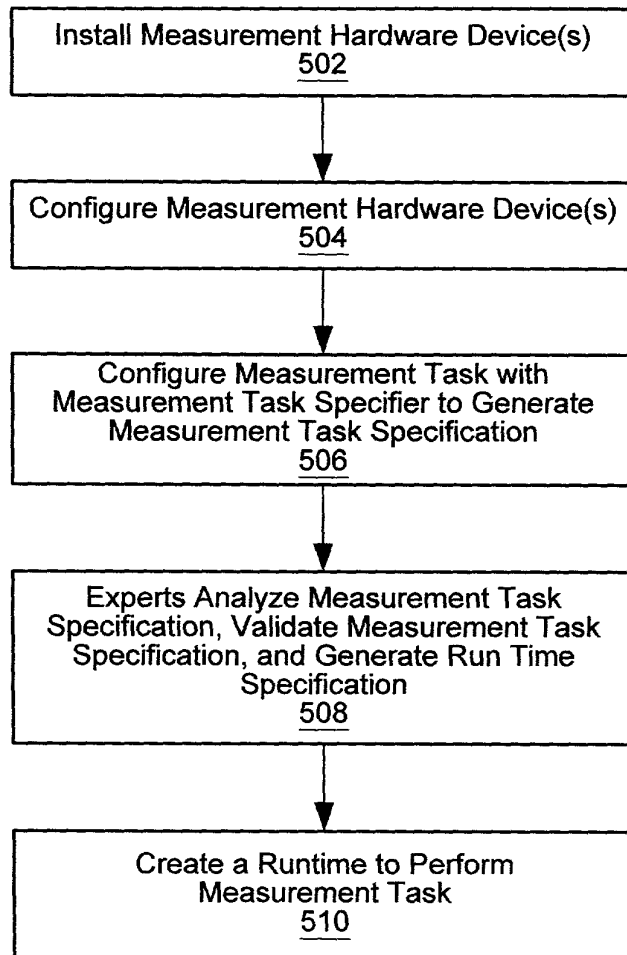 Install Measurement Hardware Device(s)
502
Configure Measurement Hardware Device(s)
504
Configure Measurement Task with
Measurement Task Specifier to Generate
Measurement Task Specification
506
Experts Analyze Measurement Task
Specification, Validate Measurement Task
Specification, and Generate Run Time
Specification
508
Create a Runtime to Perform
Measurement Task
510